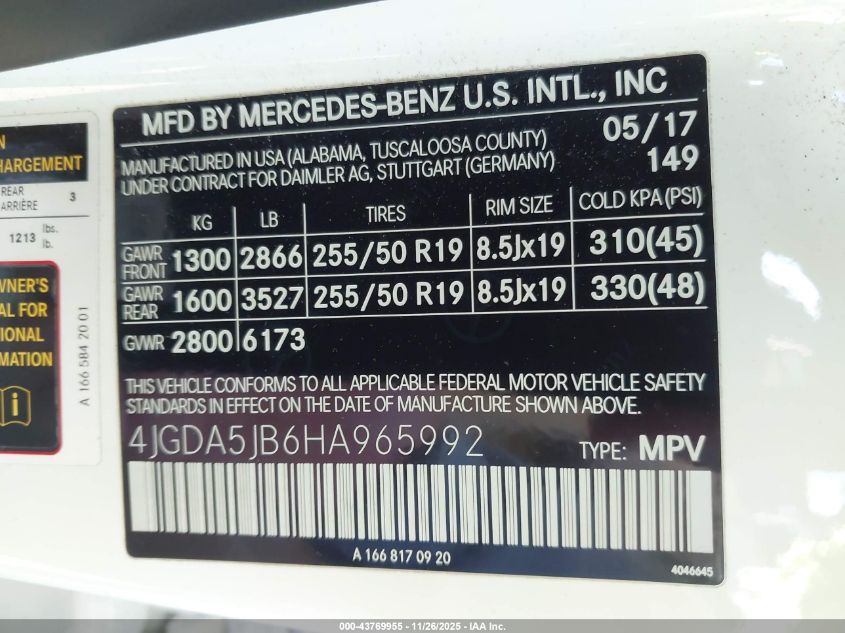 N
HARGEMENT
REAR
ARRIÈRE 3
1213 lbs. lb.
WNER'S
AL FOR
TIONAL
MATION
i
A 166 584 20 01
MFD BY MERCEDES-BENZ U.S. INTL., INC
MANUFACTURED IN USA (ALABAMA, TUSCALOOSA COUNTY) 05/17
UNDER CONTRACT FOR DAIMLER AG, STUTTGART (GERMANY) 149
KG LB TIRES RIM SIZE COLD KPA (PSI)
GAWR FRONT 1300 2866 255/50 R19 8.5Jx19 310(45)
GAWR REAR 1600 3527 255/50 R19 8.5Jx19 330(48)
GVWR 2800 6173
THIS VEHICLE CONFORMS TO ALL APPLICABLE FEDERAL MOTOR VEHICLE SAFETY
STANDARDS IN EFFECT ON THE DATE OF MANUFACTURE SHOWN ABOVE.
4JGDA5JB6HA965992 TYPE: MPV
A 166 817 09 20
4046645
000-43769955 - 11/26/2025 - IAA Inc.